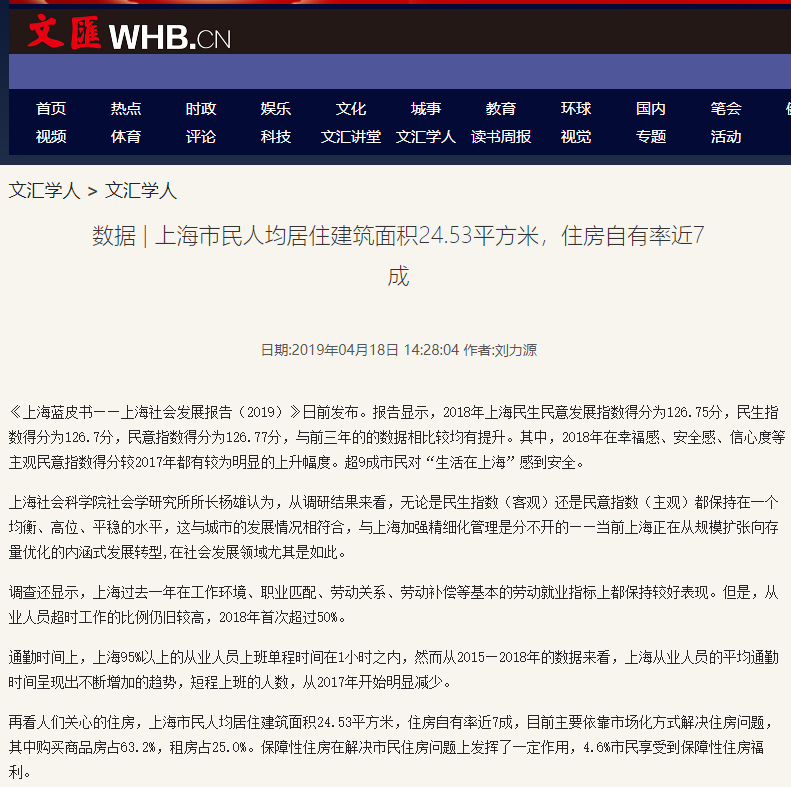 文匯 WHB.CN
首页 热点 时政 娱乐 文化 城事 教育 环球 国内 笔会
视频 体育 评论 科技 文汇讲堂 文汇学人 读书周报 视觉 专题 活动
文汇学人 > 文汇学人
数据 | 上海市民人均居住建筑面积24.53平方米，住房自有率近7
成
日期:2019年04月18日 14:28:04 作者:刘力源
《上海蓝皮书——上海社会发展报告（2019）》日前发布。报告显示，2018年上海民生民意发展指数得分为126.75分，民生指
数得分为126.7分，民意指数得分为126.77分，与前三年的的数据相比较均有提升。其中，2018年在幸福感、安全感、信心度等
主观民意指数得分较2017年都有较为明显的上升幅度。超9成市民对“生活在上海”感到安全。
上海社会科学院社会学研究所所长杨雄认为，从调研结果来看，无论是民生指数（客观）还是民意指数（主观）都保持在一个
均衡、高位、平稳的水平，这与城市的发展情况相符合，与上海加强精细化管理是分不开的——当前上海正在从规模扩张向存
量优化的内涵式发展转型,在社会发展领域尤其是如此。
调查还显示，上海过去一年在工作环境、职业匹配、劳动关系、劳动补偿等基本的劳动就业指标上都保持较好表现。但是，从
业人员超时工作的比例仍旧较高，2018年首次超过50%。
通勤时间上，上海95%以上的从业人员上班单程时间在1小时之内，然而从2015—2018年的数据来看，上海从业人员的平均通勤
时间呈现出不断增加的趋势，短程上班的人数，从2017年开始明显减少。
再看人们关心的住房，上海市民人均居住建筑面积24.53平方米，住房自有率近7成，目前主要依靠市场化方式解决住房问题，
其中购买商品房占63.2%，租房占25.0%。保障性住房在解决市民住房问题上发挥了一定作用，4.6%市民享受到保障性住房福
利。